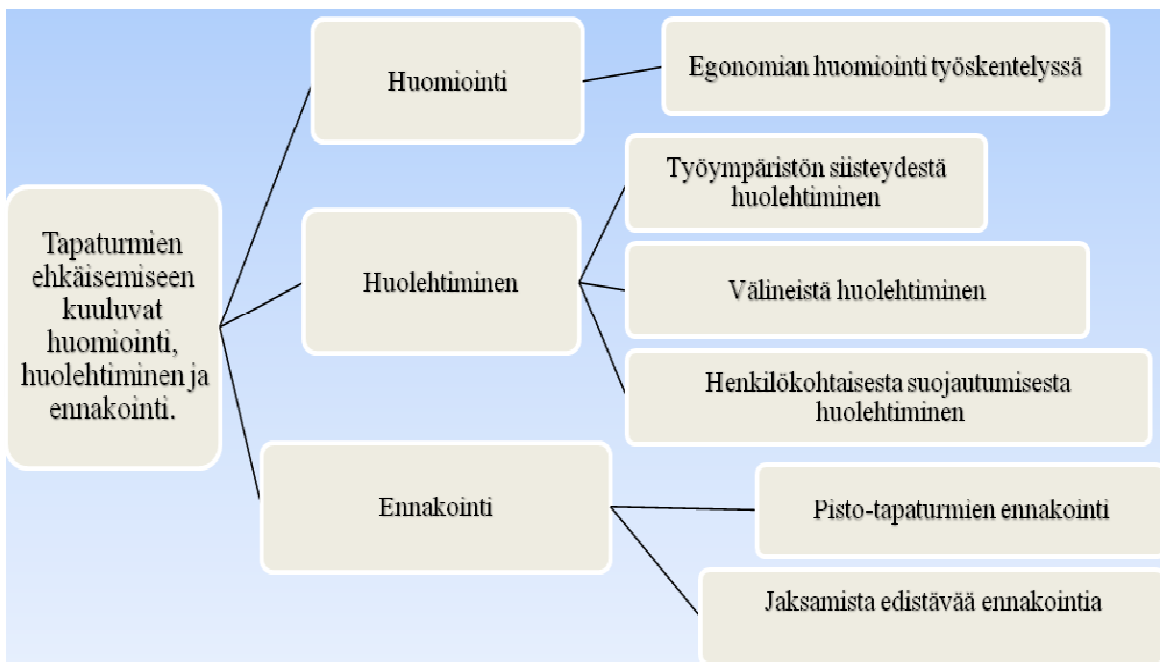 Tapaturmien
ehkäisemiseen
kuuluvat
huomiointi,
huolehtiminen ja
ennakointi.
Huomiointi
Egonomian huomiointi työskentelyssä
Huolehtiminen
Työympäristön siisteydestä
huolehtiminen
Välineistä huolehtiminen
Henkilökohtaisesta suojautumisesta
huolehtiminen
Ennakointi
Pisto-tapaturmien ennakointi
Jaksamista edistävää ennakointia